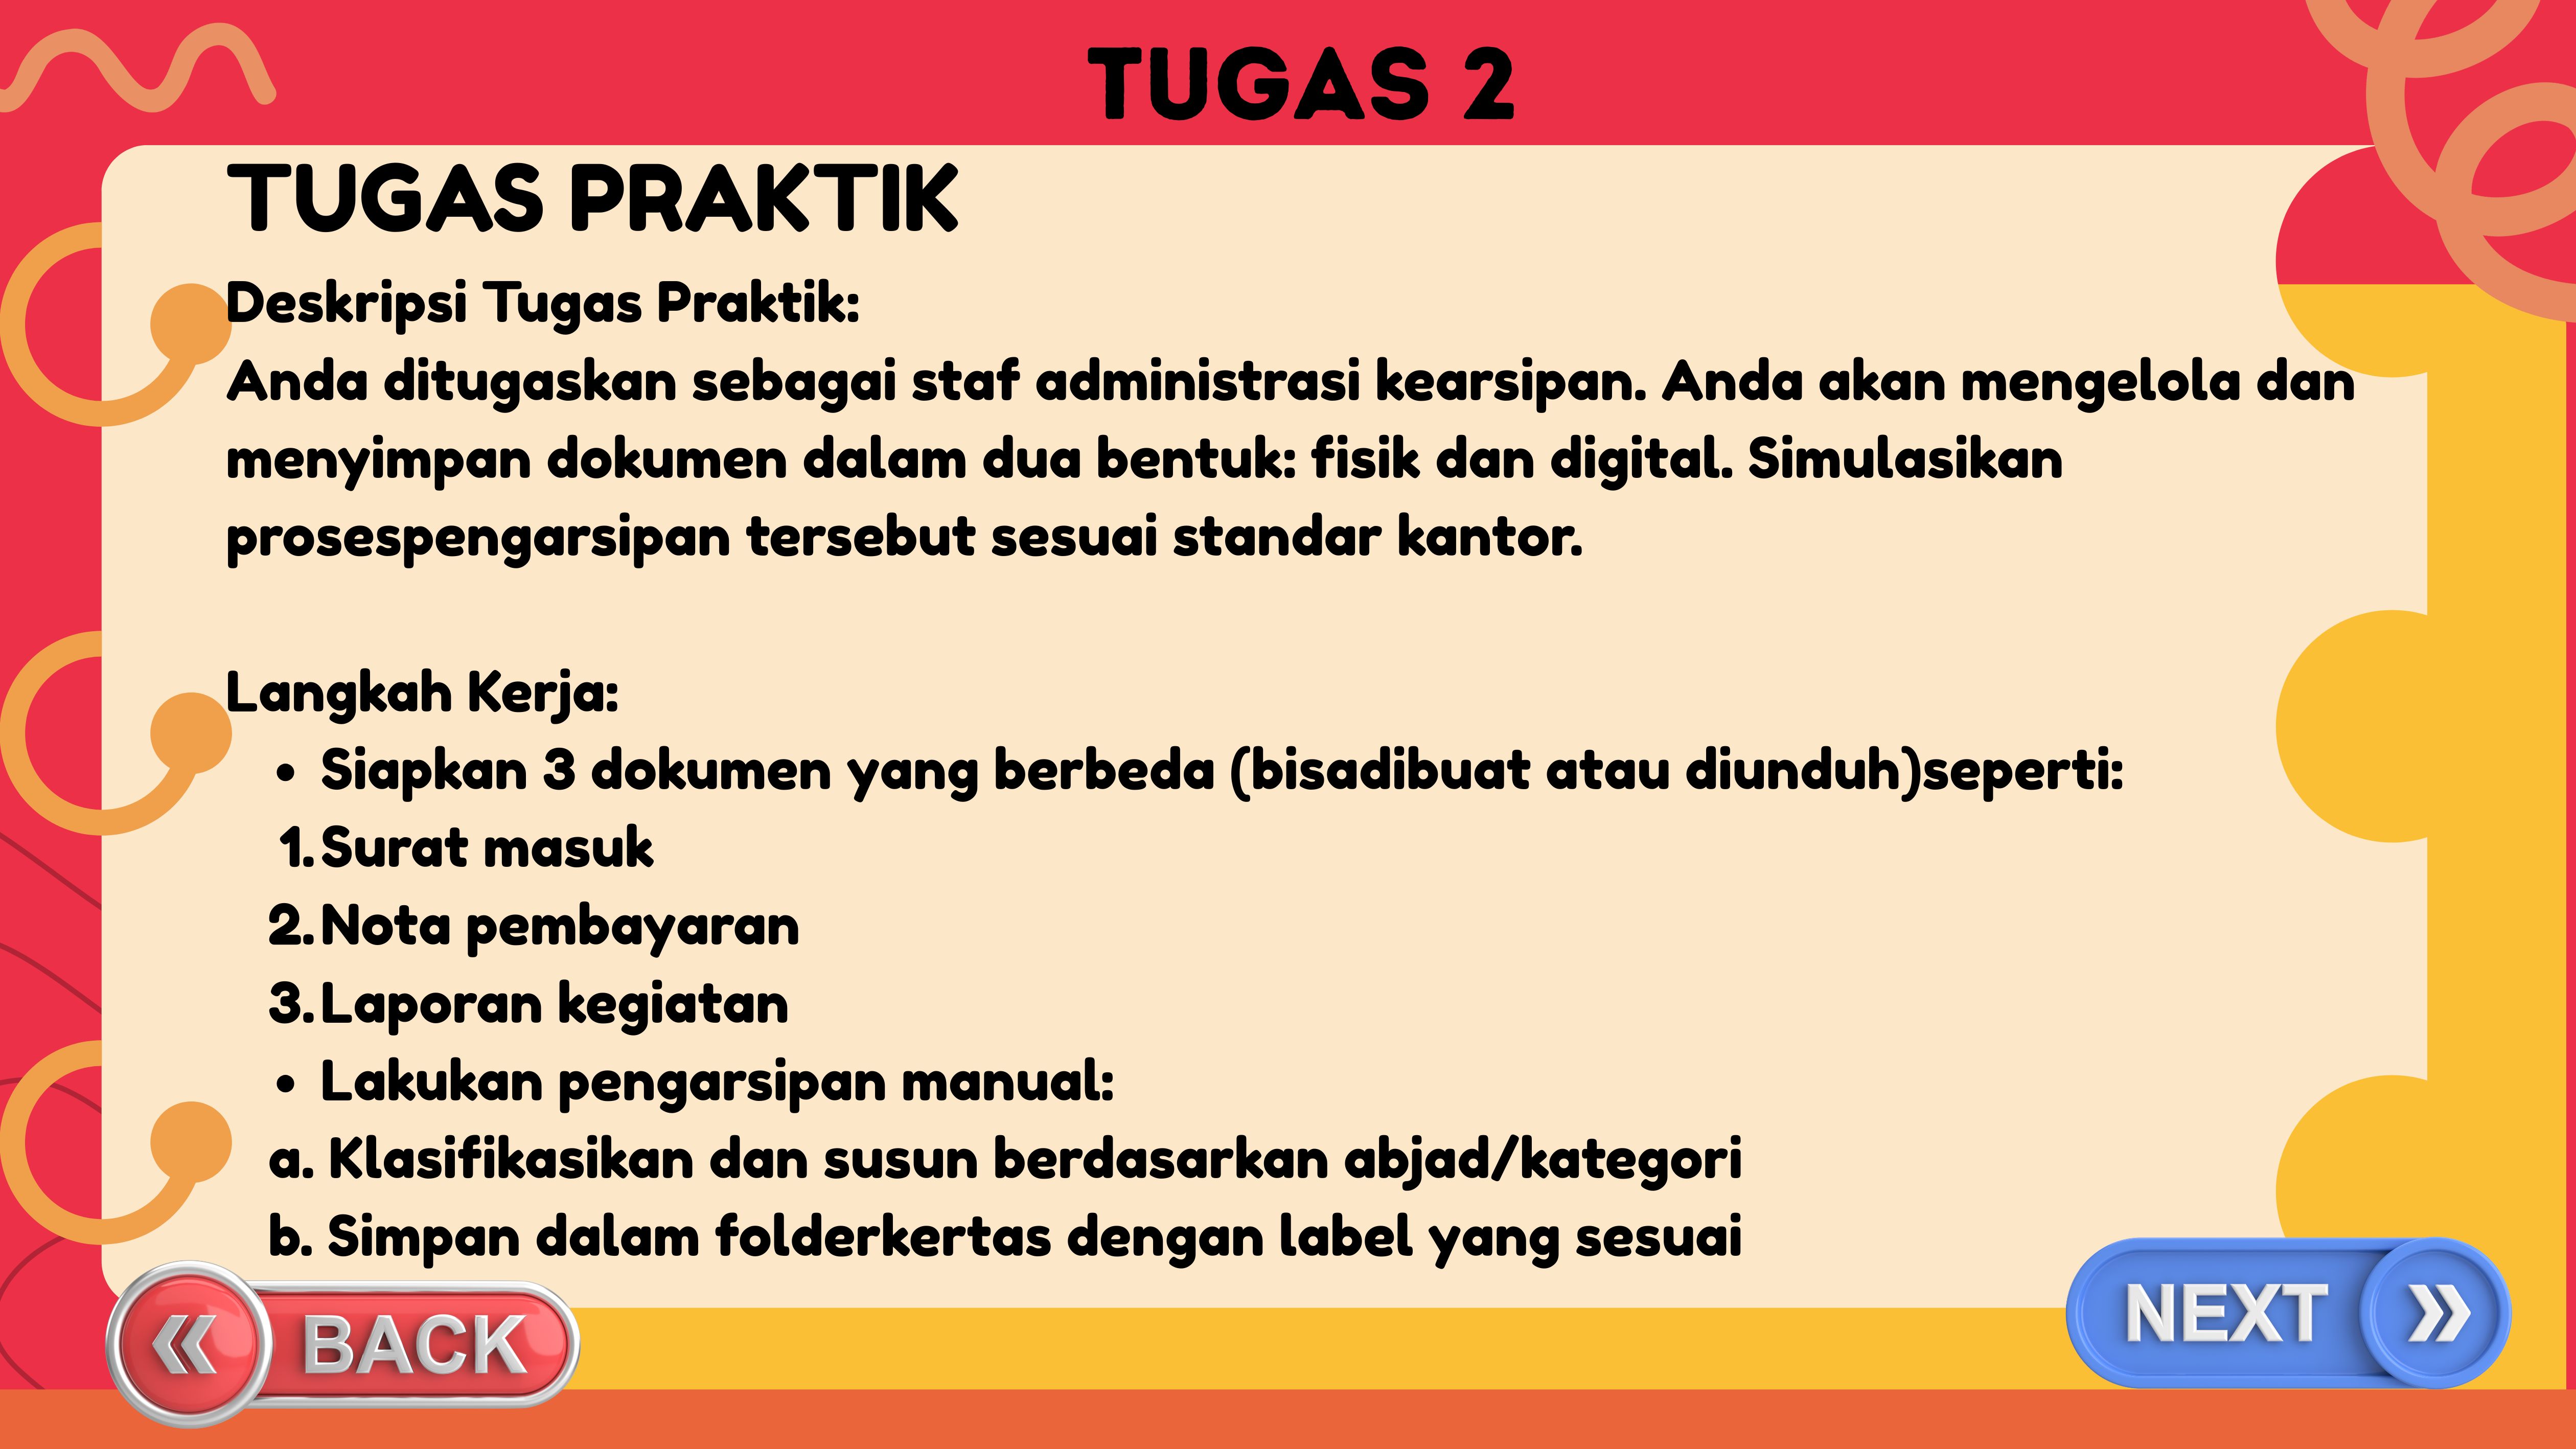 TUGAS 2
TUGAS PRAKTIK
Deskripsi Tugas Praktik:
Anda ditugaskan sebagai staf administrasi kearsipan. Anda akan mengelola dan
menyimpan dokumen dalam dua bentuk: fisik dan digital. Simulasikan
prosespengarsipan tersebut sesuai standar kantor.
Langkah Kerja:
• Siapkan 3 dokumen yang berbeda (bisadibuat atau diunduh)seperti:
1. Surat masuk
2. Nota pembayaran
3. Laporan kegiatan
• Lakukan pengarsipan manual:
a. Klasifikasikan dan susun berdasarkan abjad/kategori
b. Simpan dalam folderkertas dengan label yang sesuai
« BACK
NEXT »